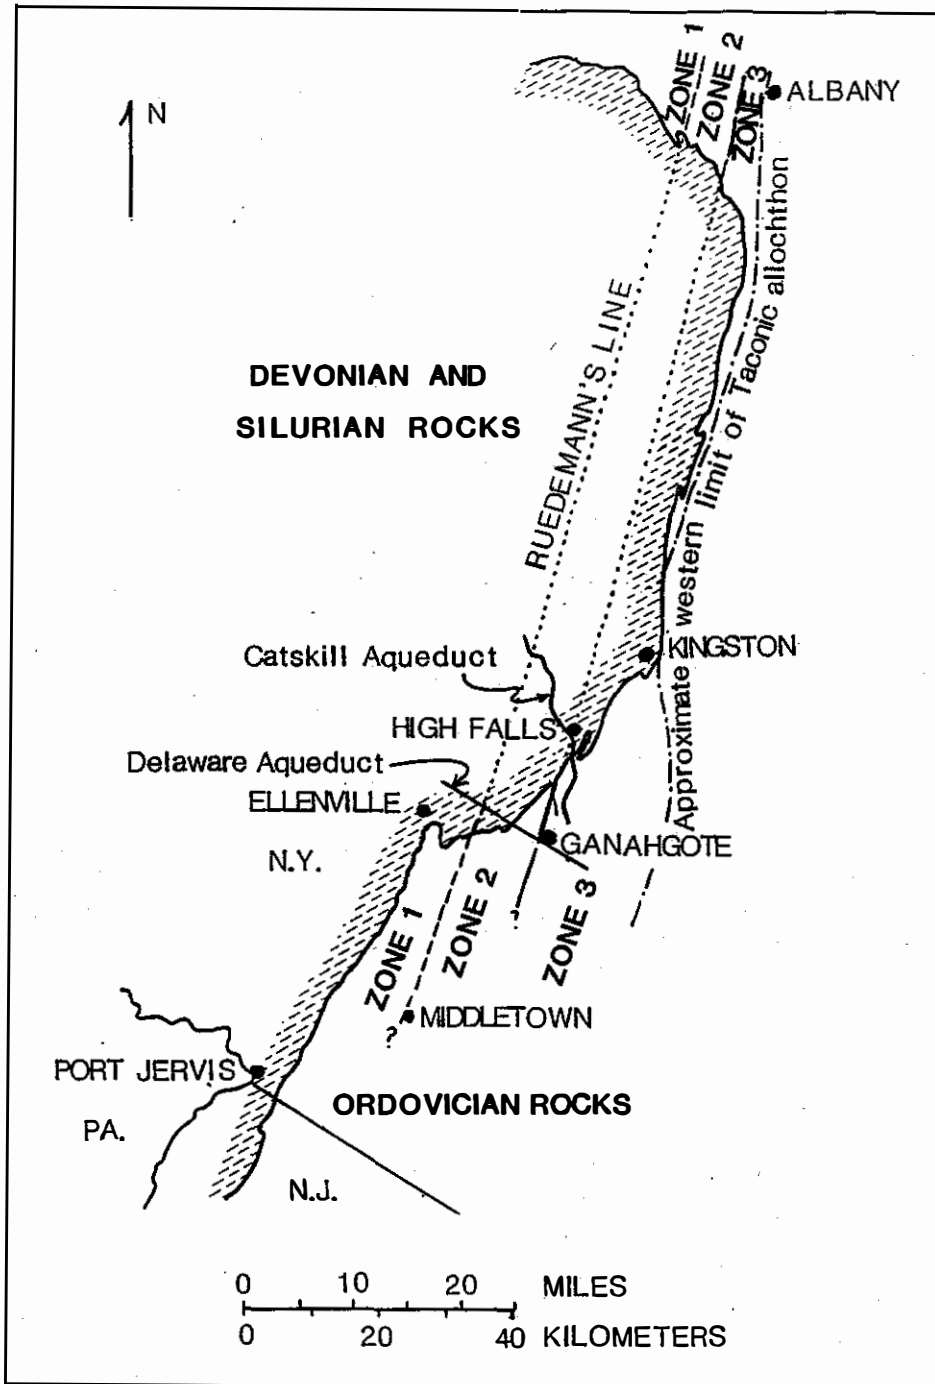 ZONE 1
ZONE 2
ZONE 3
ALBANY
N
RUEDEMANN'S LINE
Approximate western limit of Taconic allochthon
DEVONIAN AND
SILURIAN ROCKS
Catskill Aqueduct
KINGSTON
HIGH FALLS
Delaware Aqueduct
ELLENVILLE
GANAHGOTE
N.Y.
ZONE 1
ZONE 2
ZONE 3
?
?
MIDDLETOWN
PORT JERVIS
ORDOVICIAN ROCKS
PA.
N.J.
0 10 20 MILES
0 20 40 KILOMETERS